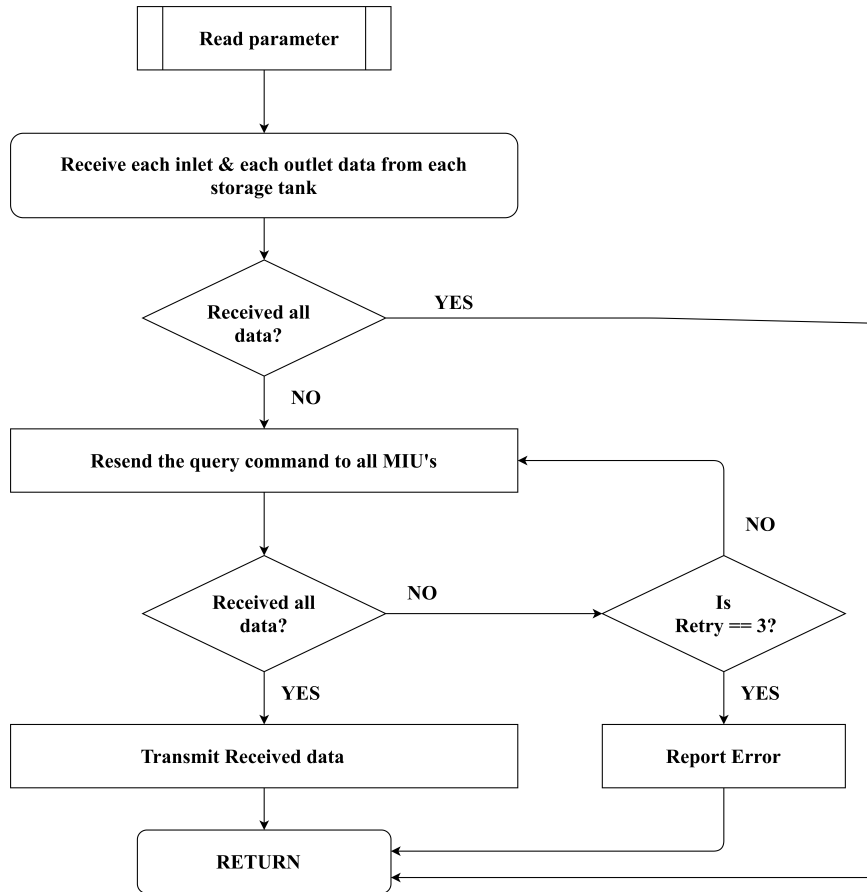 Read parameter
Receive each inlet & each outlet data from each
storage tank
Received all
data?
YES
NO
Resend the query command to all MIU's
NO
Received all
data?
NO
Is
Retry == 3?
YES
YES
Transmit Received data
Report Error
RETURN